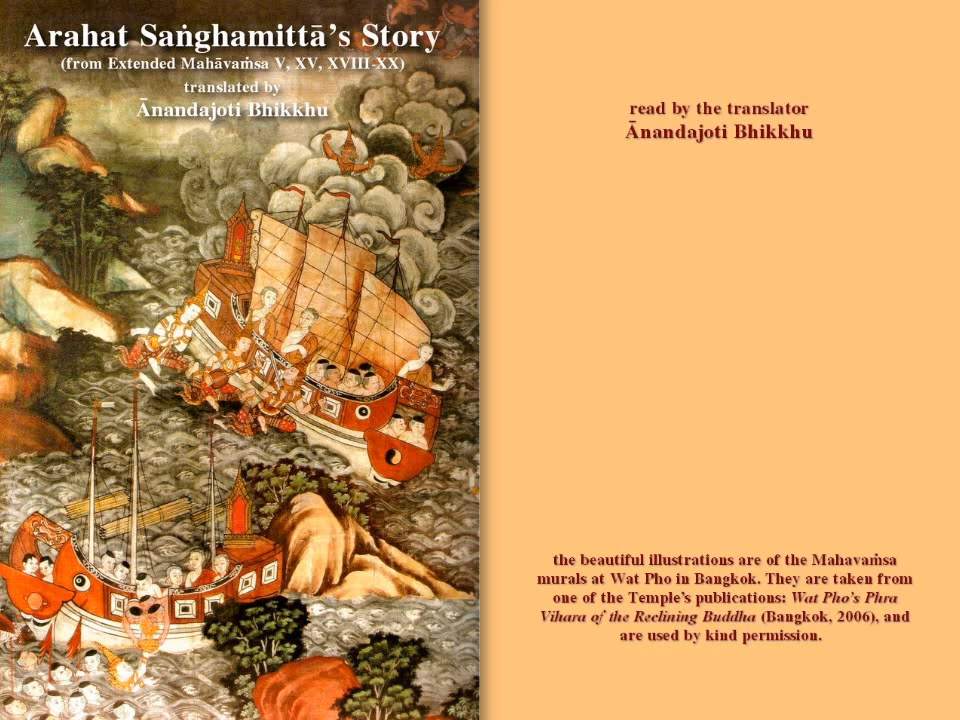 Arahat Saṅghamittā’s Story
(from Extended Mahāvaṁsa V, XV, XVIII-XX)
translated by
Ānandajoti Bhikkhu
read by the translator
Ānandajoti Bhikkhu
the beautiful illustrations are of the Mahavaṁsa
murals at Wat Pho in Bangkok. They are taken from
one of the Temple’s publications: Wat Pho’s Phra
Vihara of the Reclining Buddha (Bangkok, 2006), and
are used by kind permission.